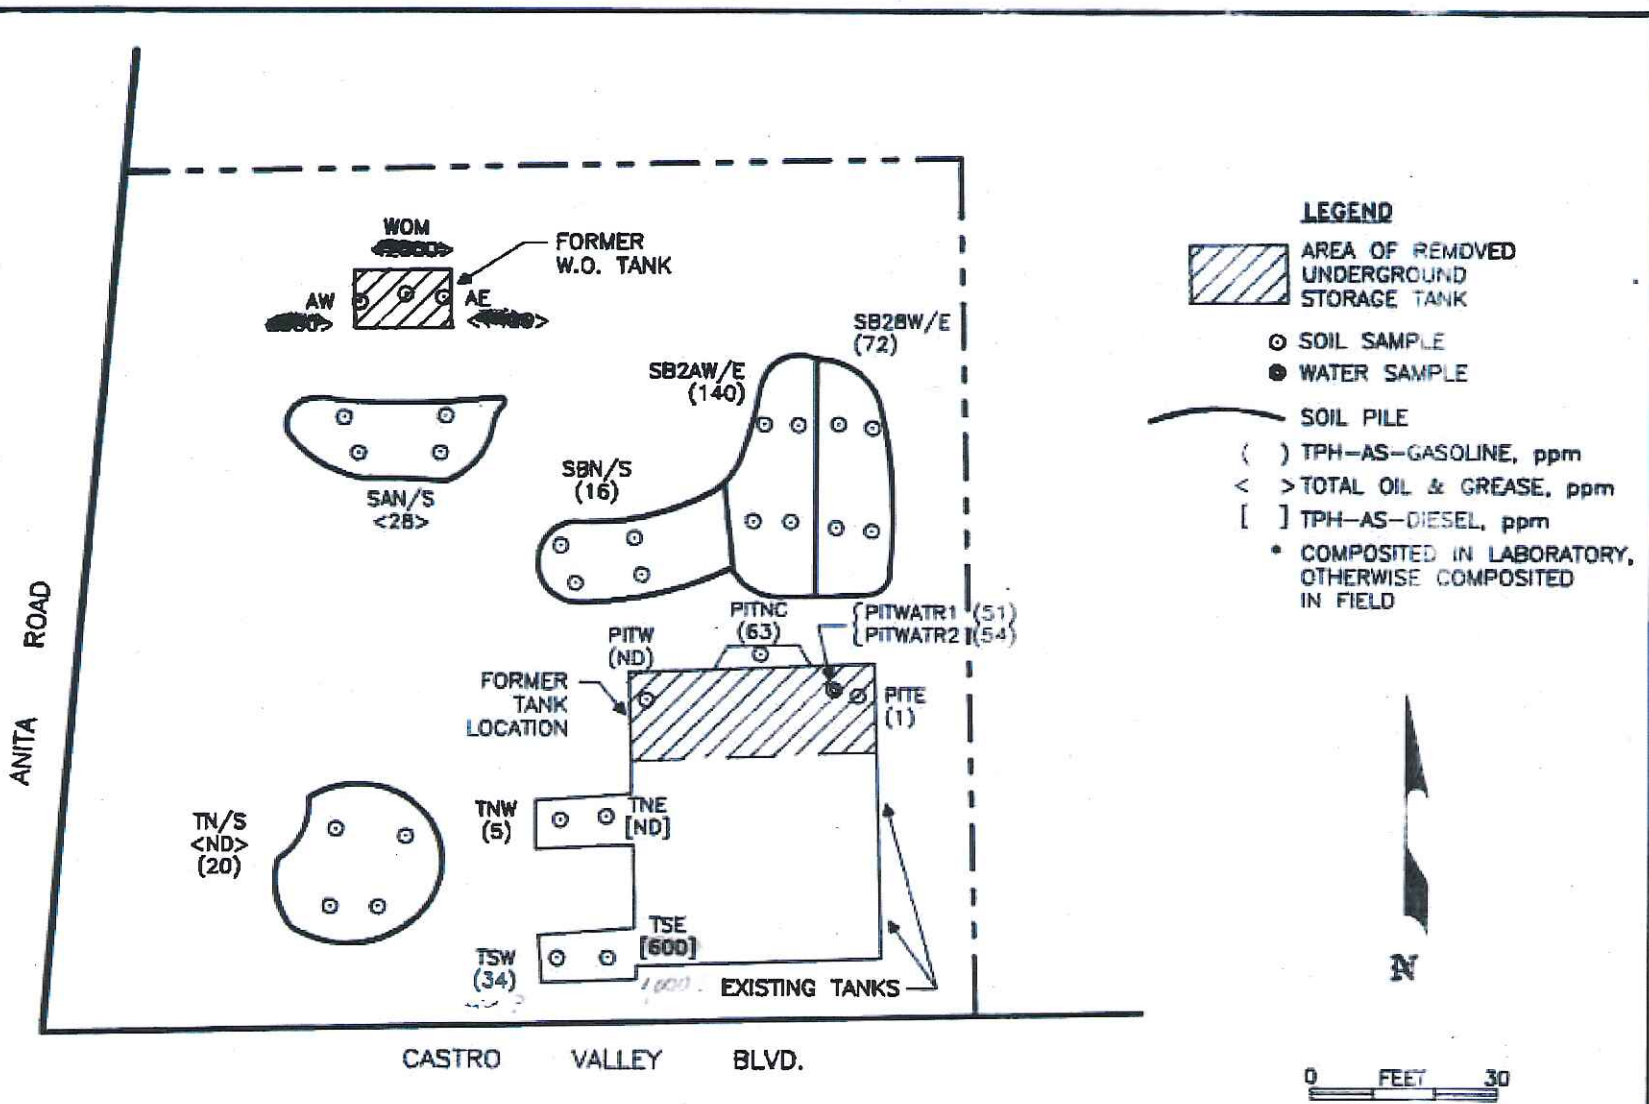 WOM
FORMER
W.O. TANK
AW
AE
SB2BW/E
(72)
SB2AW/E
(140)
SBN/S
(16)
SAN/S
<28>
PITNC
(63)
PITWATR1 (51)
PITWATR2 (54)
PITW
(ND)
FORMER
TANK
LOCATION
PITE
(1)
TNW
(5)
TNE
[ND]
TN/S
<ND>
(20)
TSE
[600]
TSW
(34)
EXISTING TANKS
ANITA ROAD
CASTRO VALLEY BLVD.
LEGEND
AREA OF REMOVED
UNDERGROUND
STORAGE TANK
SOIL SAMPLE
WATER SAMPLE
SOIL PILE
( ) TPH-AS-GASOLINE, ppm
< > TOTAL OIL & GREASE, ppm
[ ] TPH-AS-DIESEL, ppm
* COMPOSITED IN LABORATORY,
OTHERWISE COMPOSITED
IN FIELD
N
0 FEET 30